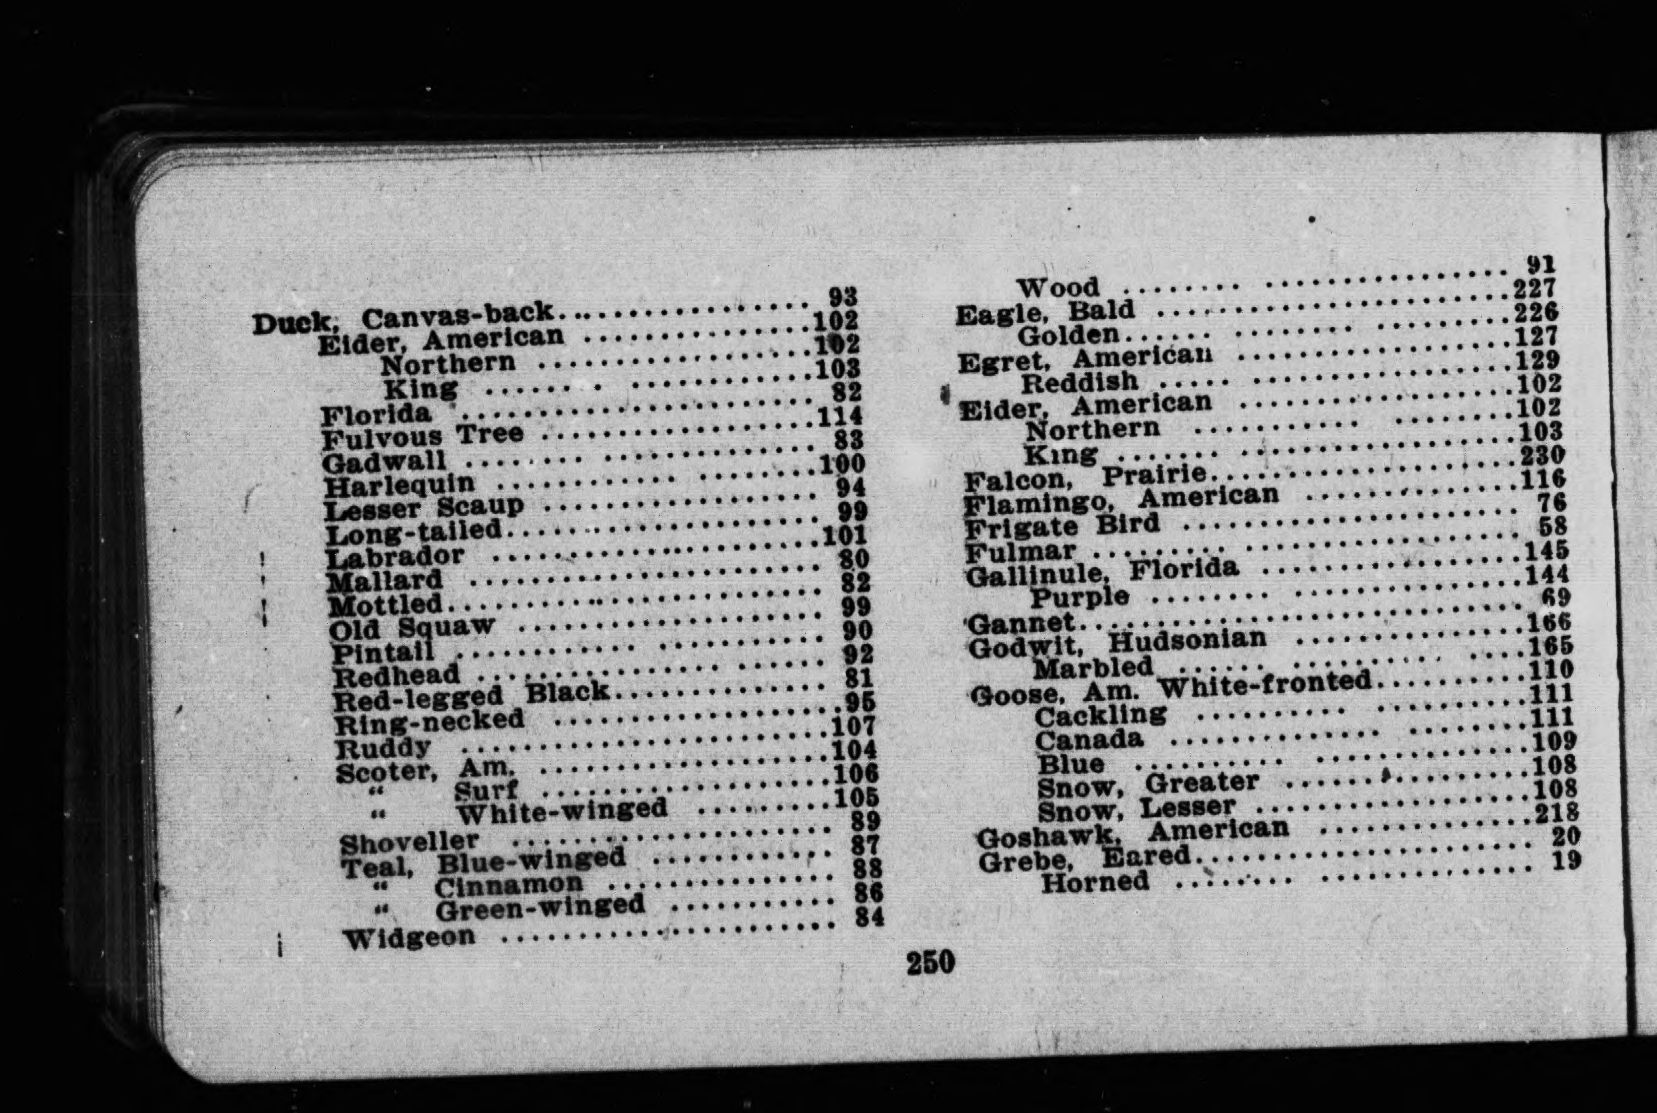 Duck, Canvas-back.................. 93
Eider, American ...............102
Northern ..................102
King ....... . ............103
Florida ....................... 82
Fulvous Tree ..................114
Gadwall ........ .............. 83
Harlequin ............ ........100
Lesser Scaup .................. 94
Long-tailed..................... 99
Labrador ......................101
Mallard ....................... 80
Mottled......................... 82
Old Squaw .................... 99
Pintail ............ ........... 90
Redhead ............... ...... 92
Red-legged Black.............. 81
Ring-necked ................... 95
Ruddy ........................107
Scoter, Am. ...................104
“ Surf ...................106
“ White-winged .........105
Shoveller ..................... 89
Teal, Blue-winged ............ 87
“ Cinnamon ............... 88
“ Green-winged ........... 86
Widgeon ...................... 84
Wood ........ ................ 91
Eagle, Bald .......................227
Golden...... ........ .........226
Egret, American ..................127
Reddish ..... .................129
Eider, American ..................102
Northern ........... ........102
King ....... ..................103
Falcon, Prairie....................230
Flamingo, American ..............116
Frigate Bird ...................... 76
Fulmar ......... .................. 58
Gallinule, Florida .................145
Purple ........ ...............144
Gannet............................. 69
Godwit, Hudsonian ...............166
Marbled ...... .......... ....165
Goose, Am. White-fronted..........110
Cackling .......... ..........111
Canada .............. ........111
Blue .......... ..............109
Snow, Greater ................108
Snow, Lesser ..................108
Goshawk, American ..............218
Grebe, Eared...................... 20
Horned ........ .............. 19
250